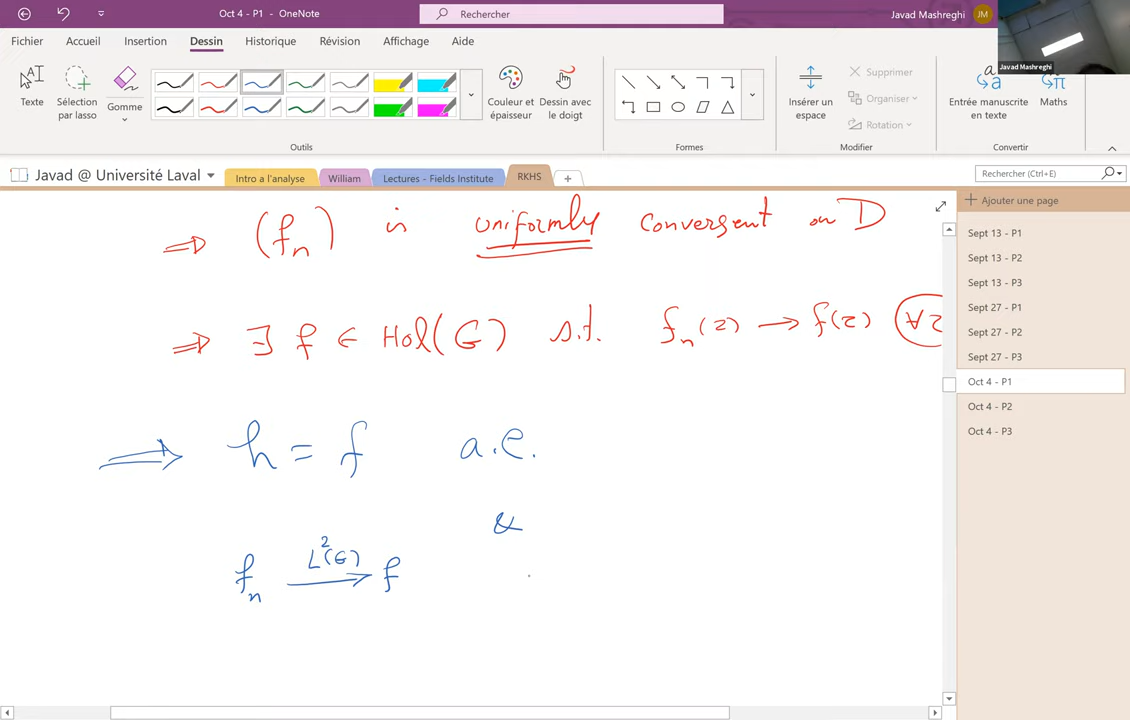 Oct 4 - P1 - OneNote
Rechercher
Javad Mashreghi
JM
Javad Mashreghi
Fichier
Accueil
Insertion
Dessin
Historique
Révision
Affichage
Aide
Texte
Sélection par lasso
Gomme
Couleur et épaisseur
Dessin avec le doigt
Insérer un espace
Supprimer
Organiser
Rotation
Entrée manuscrite en texte
Maths
Outils
Formes
Modifier
Convertir
Javad @ Université Laval
Intro a l'analyse
William
Lectures - Fields Institute
RKHS
Rechercher (Ctrl+E)
Ajouter une page
Sept 13 - P1
Sept 13 - P2
Sept 13 - P3
Sept 27 - P1
Sept 27 - P2
Sept 27 - P3
Oct 4 - P1
Oct 4 - P2
Oct 4 - P3
⇒ (fₙ) is uniformly convergent on D
⇒ ∃ f ∈ Hol(G) s.t. fₙ(z) → f(z) ∀z
⇒ h = f a.e.
&
fₙ L²(G) → f